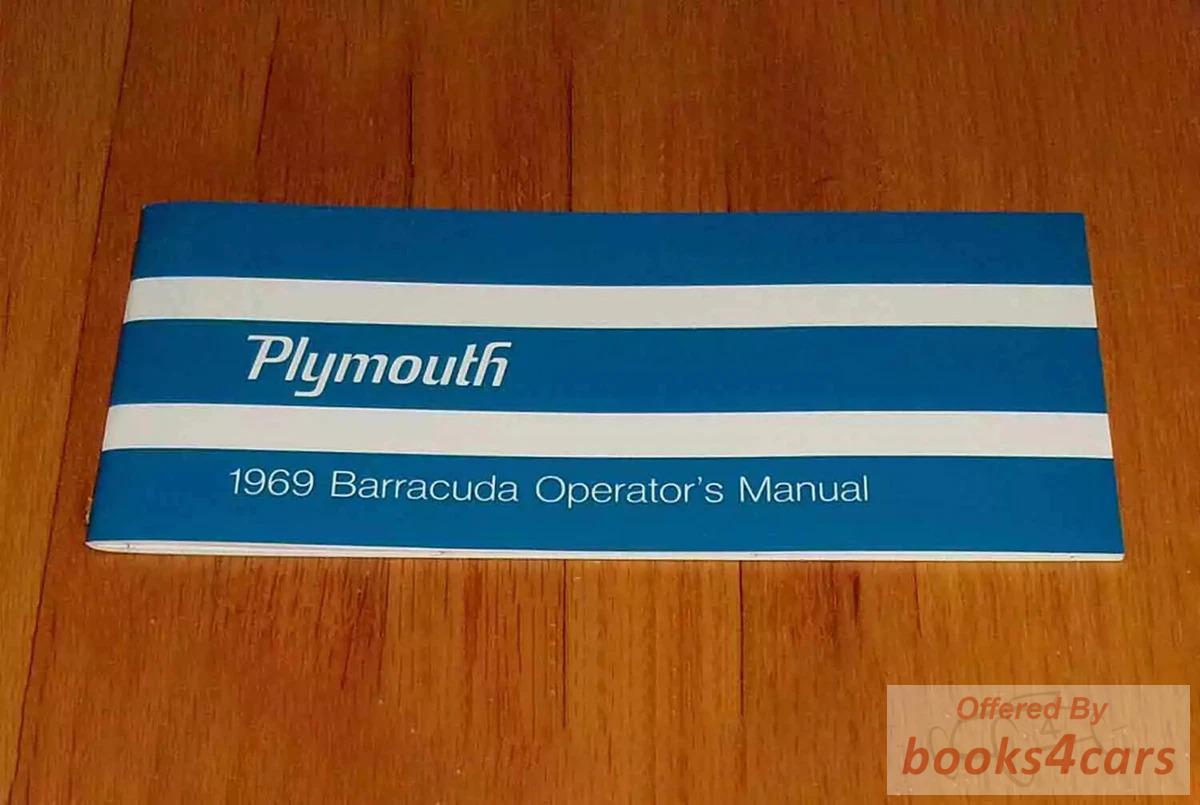 Plymouth
1969 Barracuda Operator's Manual
Offered By
books4cars